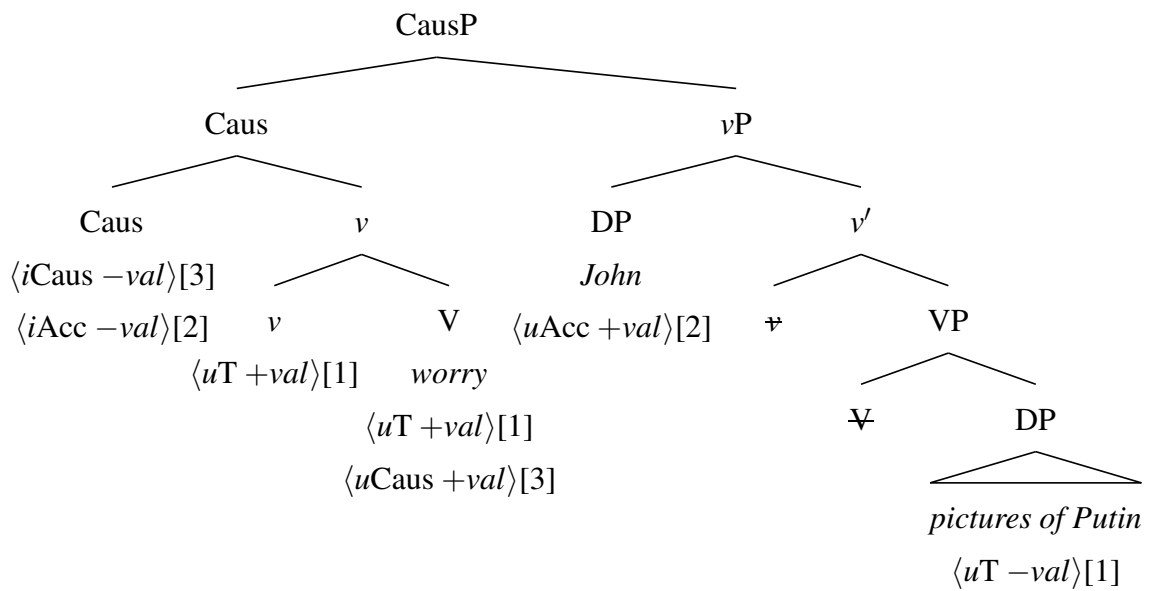 CausP
Caus vP
Caus v DP v′
⟨iCaus −val⟩[3] John
⟨iAcc −val⟩[2] v V ⟨uAcc +val⟩[2] v VP
⟨uT +val⟩[1] worry
⟨uT +val⟩[1] V DP
⟨uCaus +val⟩[3]
pictures of Putin
⟨uT −val⟩[1]